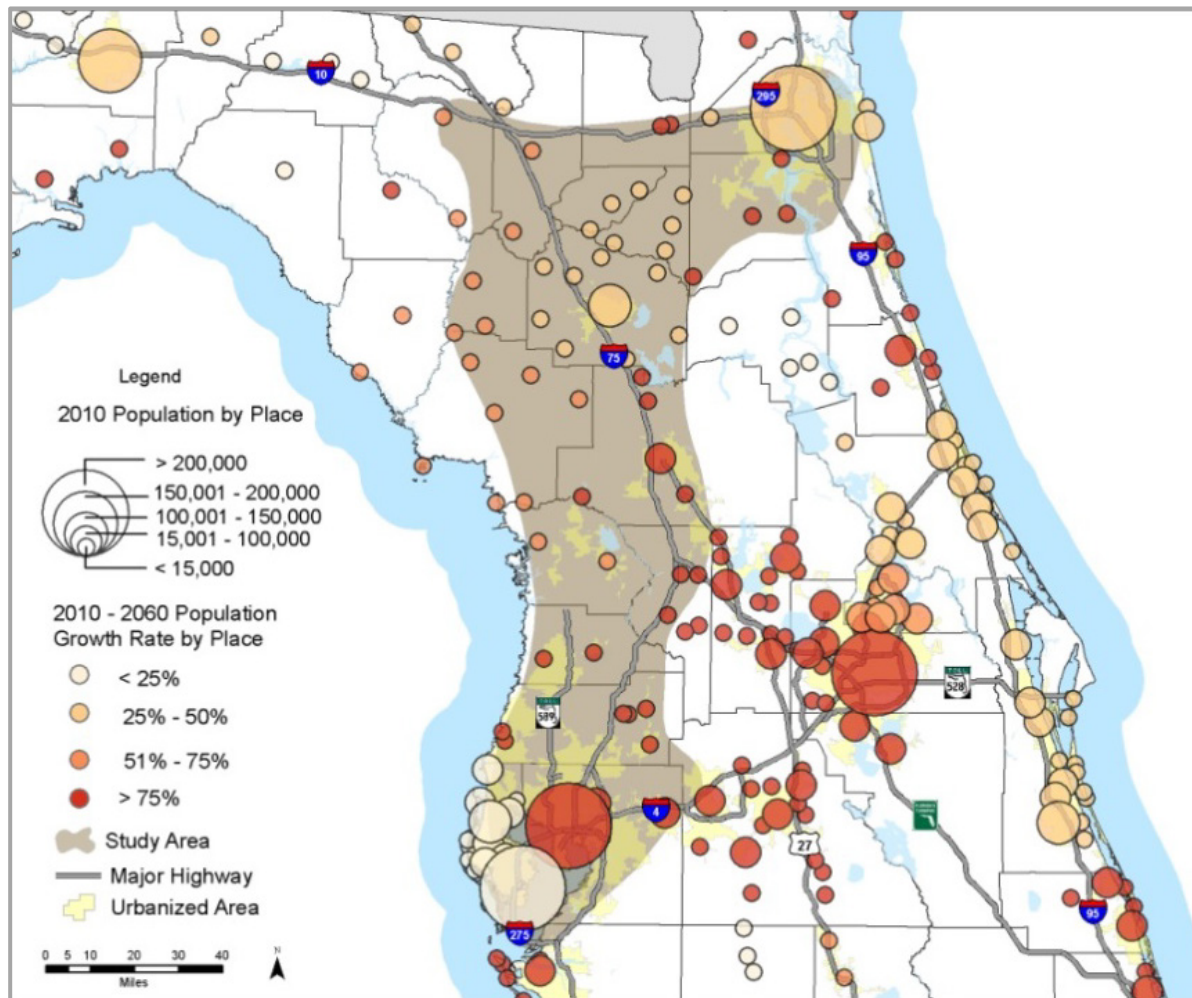 10
295
95
75
Legend
2010 Population by Place
> 200,000
150,001 - 200,000
100,001 - 150,000
15,001 - 100,000
< 15,000
2010 - 2060 Population
Growth Rate by Place
< 25%
25% - 50%
51% - 75%
> 75%
Study Area
Major Highway
Urbanized Area
0 5 10 20 30 40
Miles
N
589
528
4
27
275
95